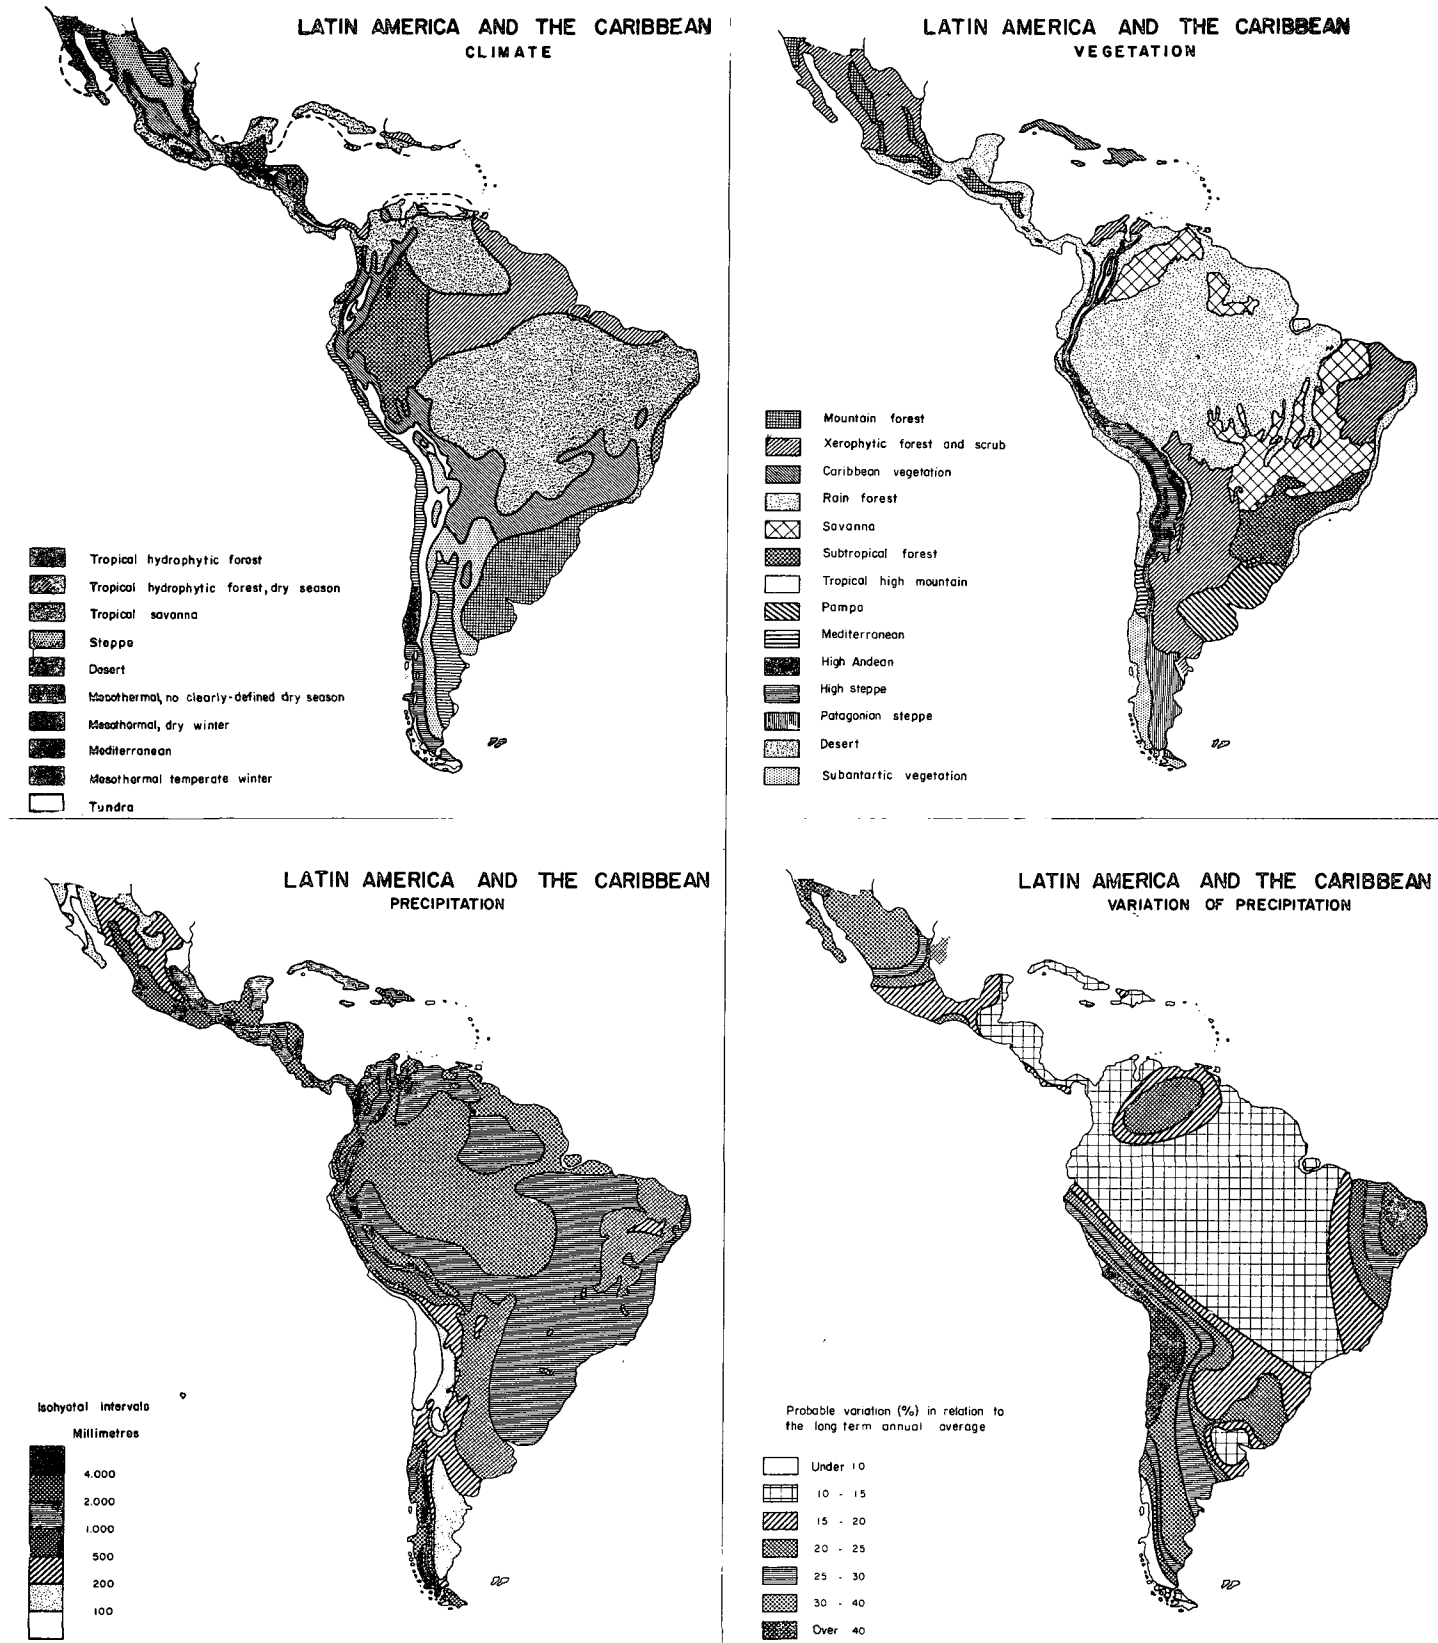 LATIN AMERICA AND THE CARIBBEAN
CLIMATE
Tropical hydrophytic forest
Tropical hydrophytic forest, dry season
Tropical savanna
Steppe
Desert
Mesothermal, no clearly-defined dry season
Mesothermal, dry winter
Mediterranean
Mesothermal temperate winter
Tundra
LATIN AMERICA AND THE CARIBBEAN
VEGETATION
Mountain forest
Xerophytic forest and scrub
Caribbean vegetation
Rain forest
Savanna
Subtropical forest
Tropical high mountain
Pampa
Mediterranean
High Andean
High steppe
Patagonian steppe
Desert
Subantartic vegetation
LATIN AMERICA AND THE CARIBBEAN
PRECIPITATION
Isohyetal intervals
Millimetres
4.000
2.000
1.000
500
200
100
LATIN AMERICA AND THE CARIBBEAN
VARIATION OF PRECIPITATION
Probable variation (%) in relation to
the long term annual average
Under 10
10 - 15
15 - 20
20 - 25
25 - 30
30 - 40
Over 40